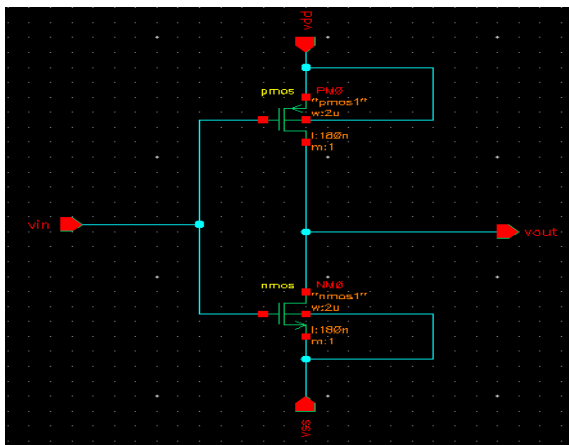 vdd
pmos PM0
"pmos1"
w:2u
l:180n
m:1
vin
vout
nmos NM0
"nmos1"
w:2u
l:180n
m:1
vss